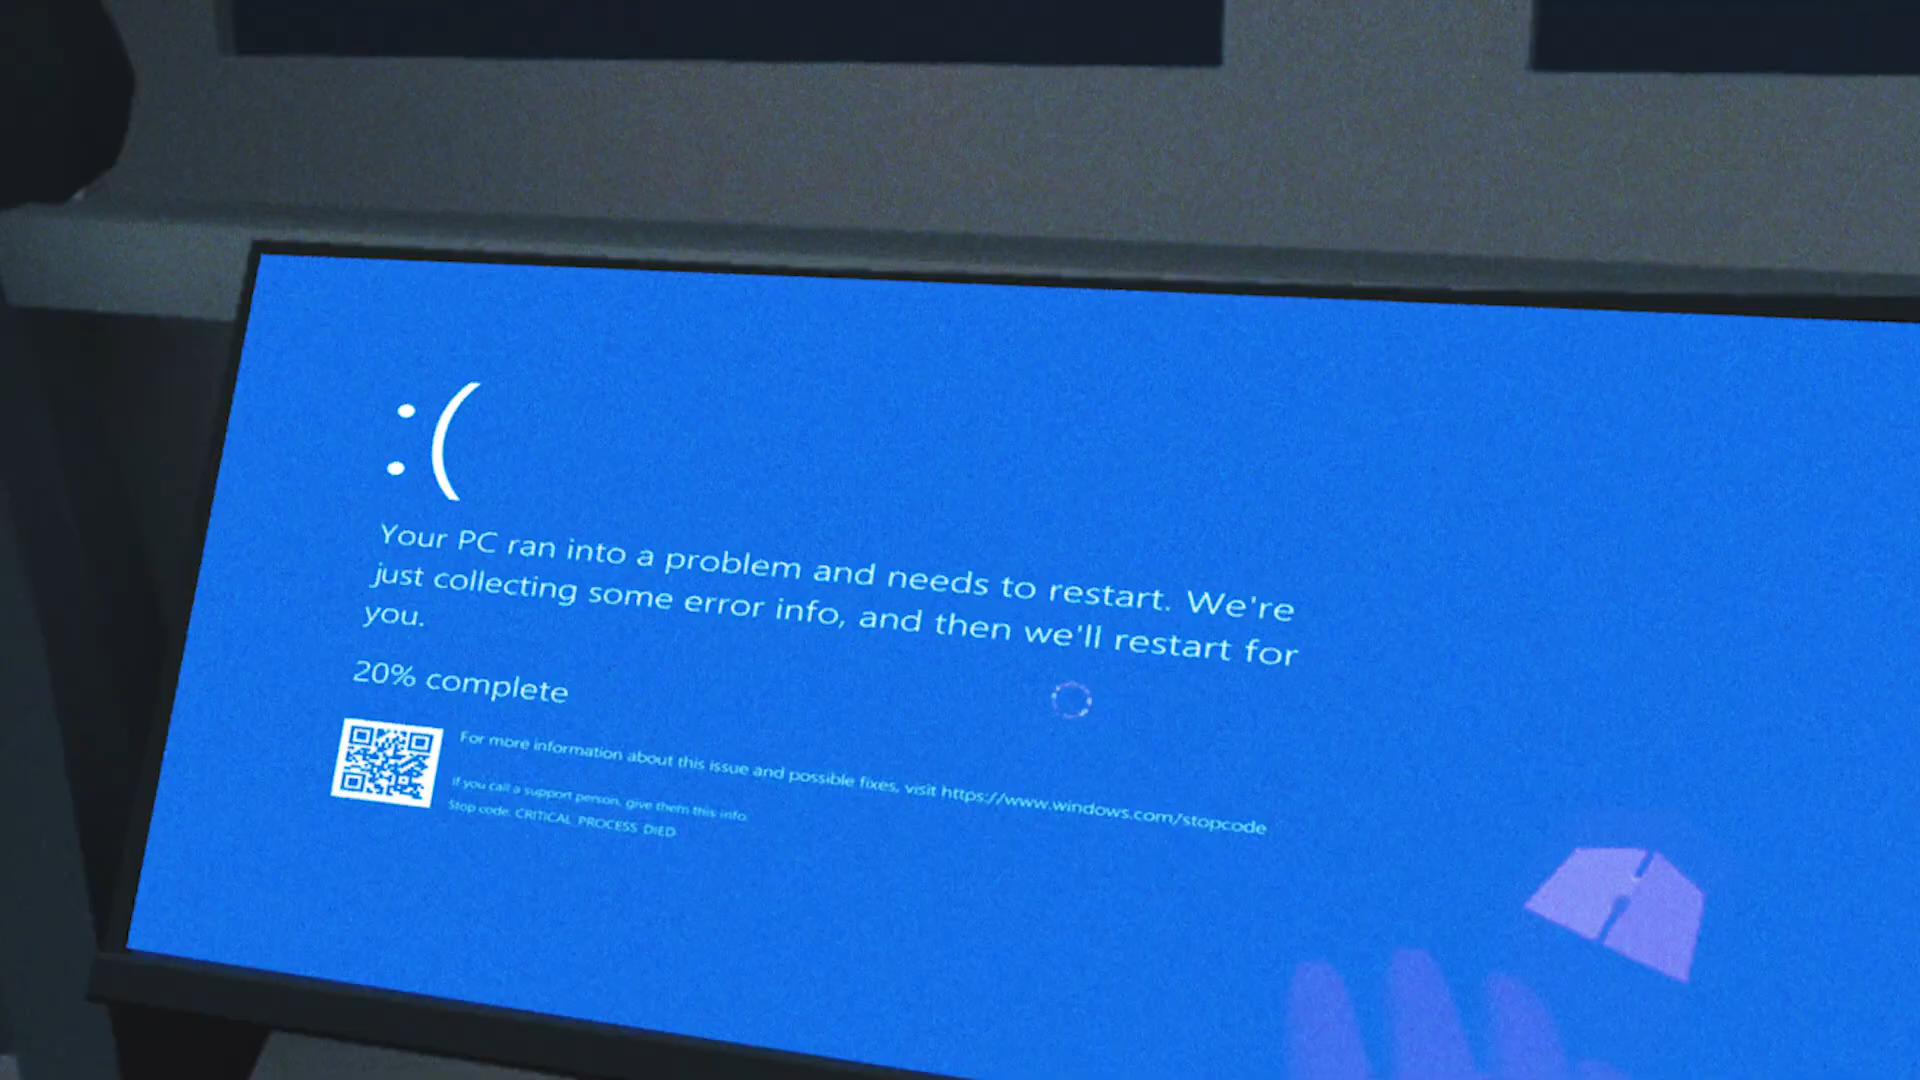 :(
Your PC ran into a problem and needs to restart. We're
just collecting some error info, and then we'll restart for
you.
20% complete
For more information about this issue and possible fixes, visit https://www.windows.com/stopcode
If you call a support person, give them this info:
Stop code: CRITICAL_PROCESS_DIED